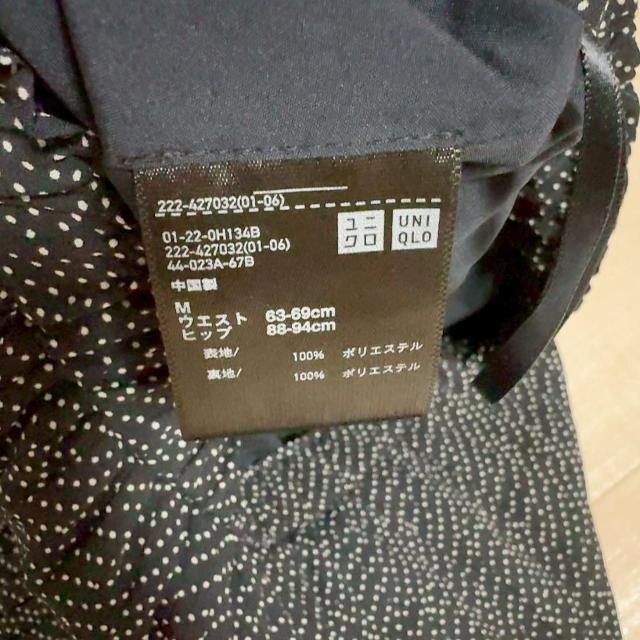 222-427032(01-06)
ユニ
クロ
UNI
QLO
01-22-0H134B
222-427032(01-06)
44-023A-67B
中国製
M
ウエスト 63-69cm
ヒップ 88-94cm
表地/ 100% ポリエステル
裏地/ 100% ポリエステル